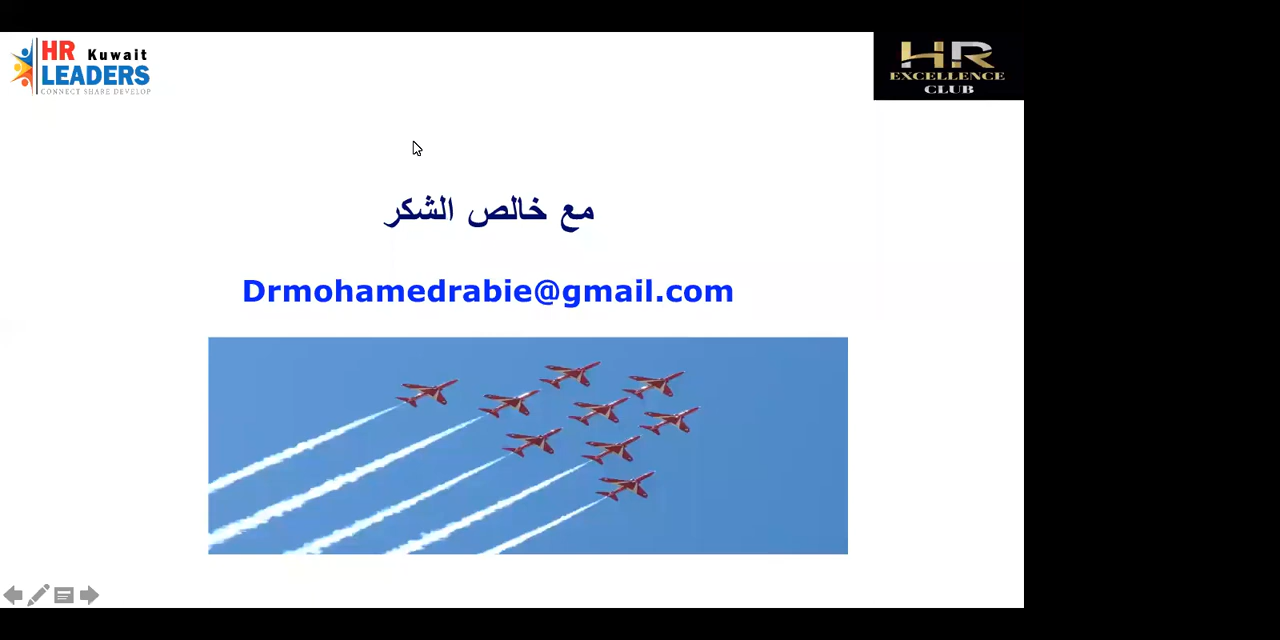 HR Kuwait
LEADERS
CONNECT SHARE DEVELOP
HR
EXCELLENCE
CLUB
مع خالص الشكر
Drmohamedrabie@gmail.com